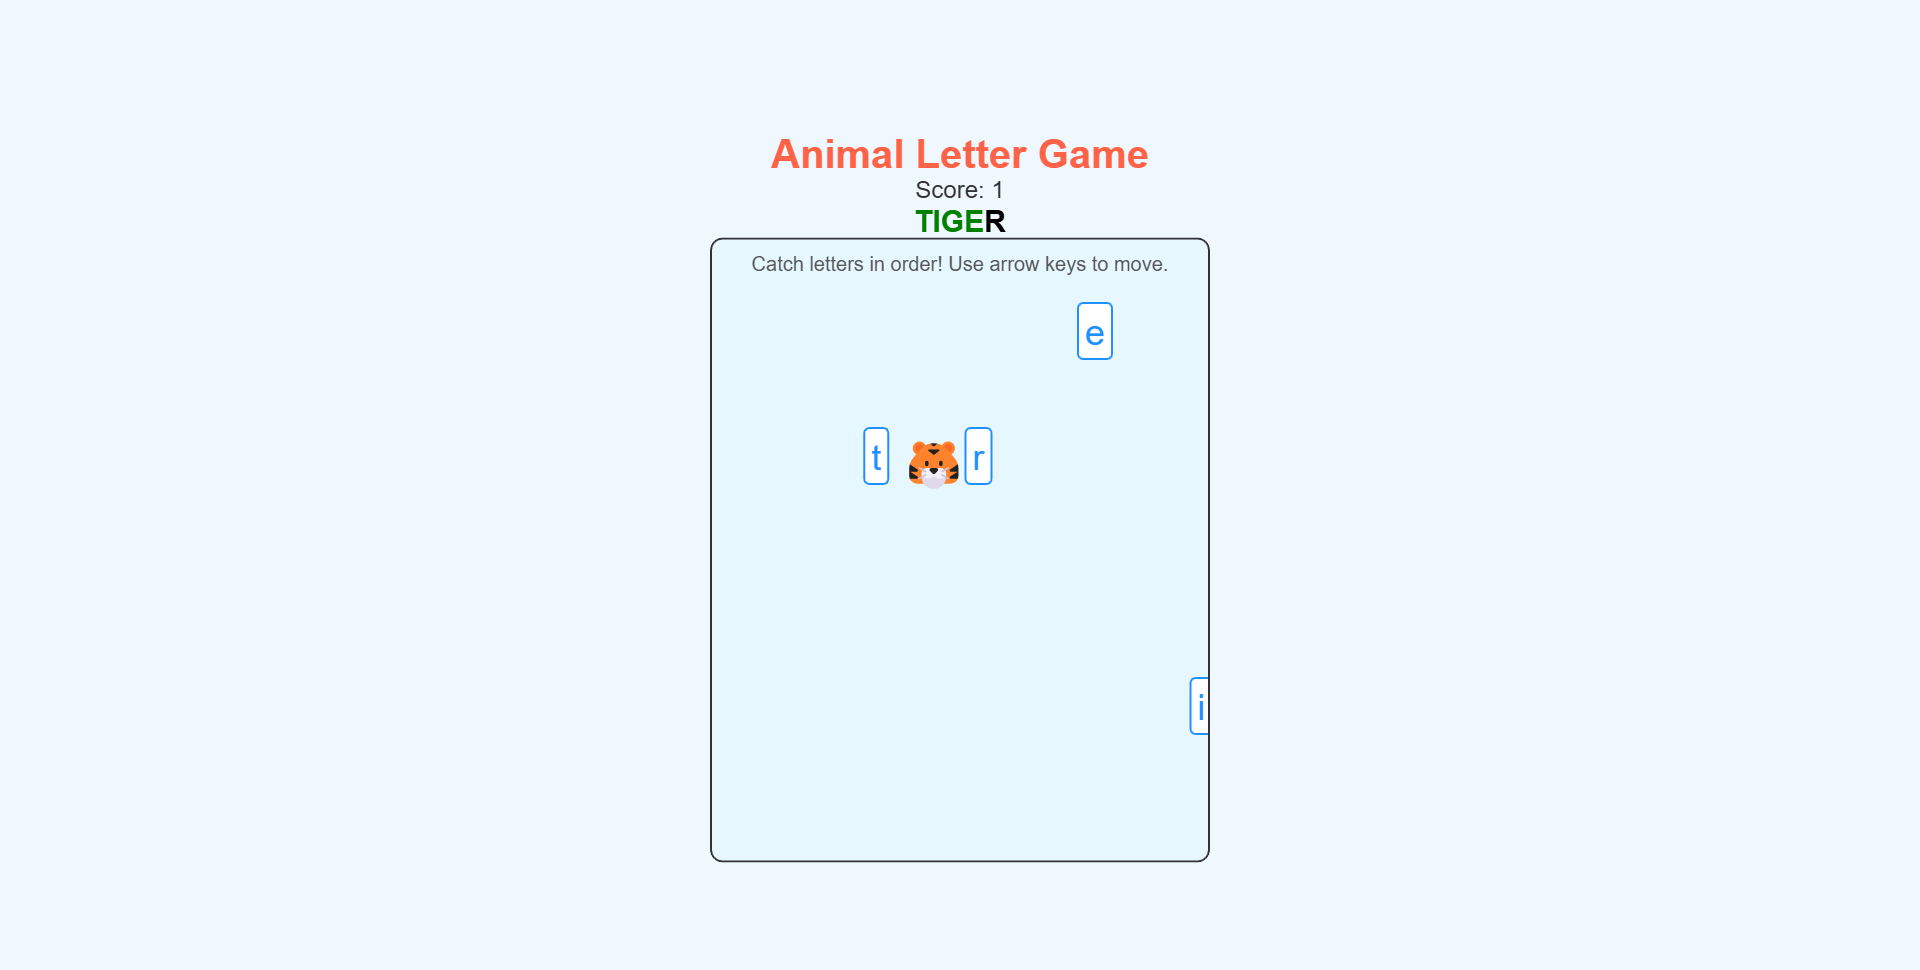 Animal Letter Game
Score: 1
TIGER
Catch letters in order! Use arrow keys to move.
e
t r
i